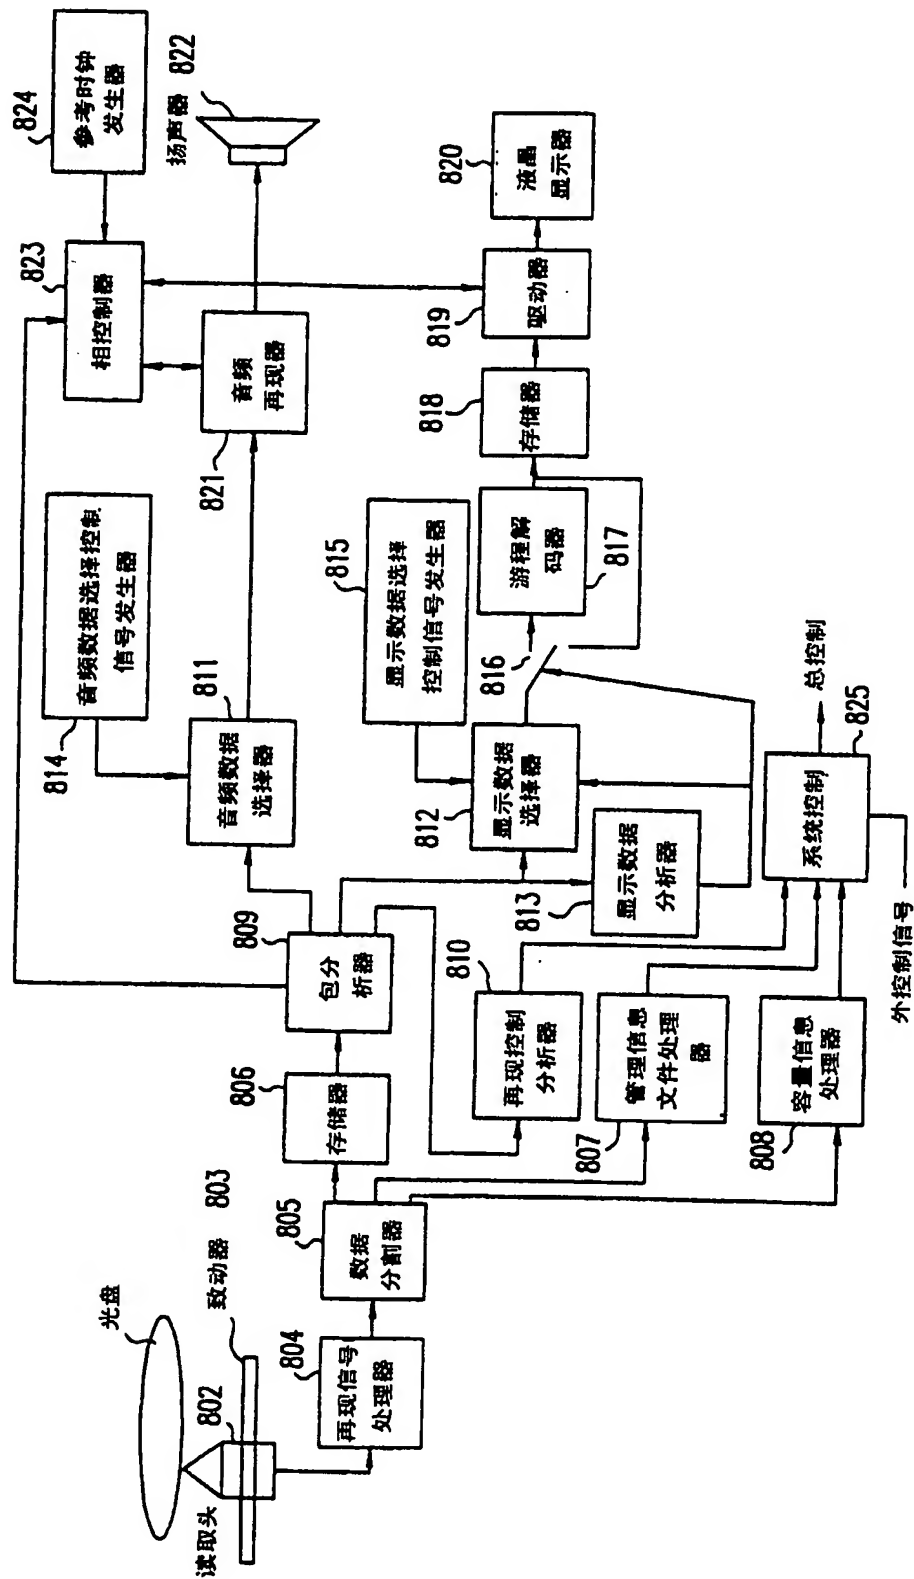 光盘
读取头
802
致动器 803
804
再现信号
处理器
805
数据
分割器
806
存储器
809
包分
析器
810
再现控制
分析器
807
管理信息
文件处理
器
808
容量信息
处理器
814
音频数据选择控制
信号发生器
811
音频数据
选择器
815
显示数据选择
控制信号发生器
812
显示数据
选择器
813
显示数据
分析器
816
游程解
码器
817
818
存储器
819
驱动器
820
液晶
显示器
821
音频
再现器
扬声器 822
823
相控制器
824
参考时钟
发生器
系统控制
825
总控制
外控制信号